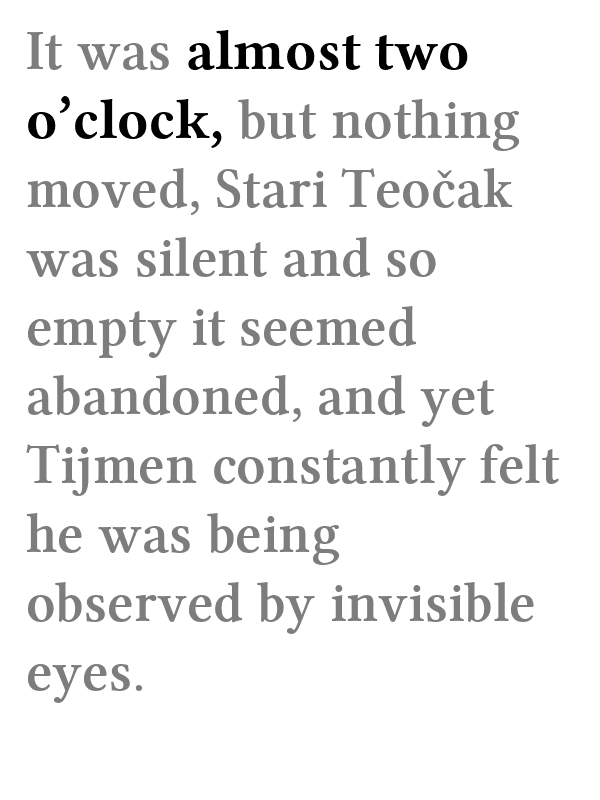 It was almost two
o’clock, but nothing
moved, Stari Teočak
was silent and so
empty it seemed
abandoned, and yet
Tijmen constantly felt
he was being
observed by invisible
eyes.